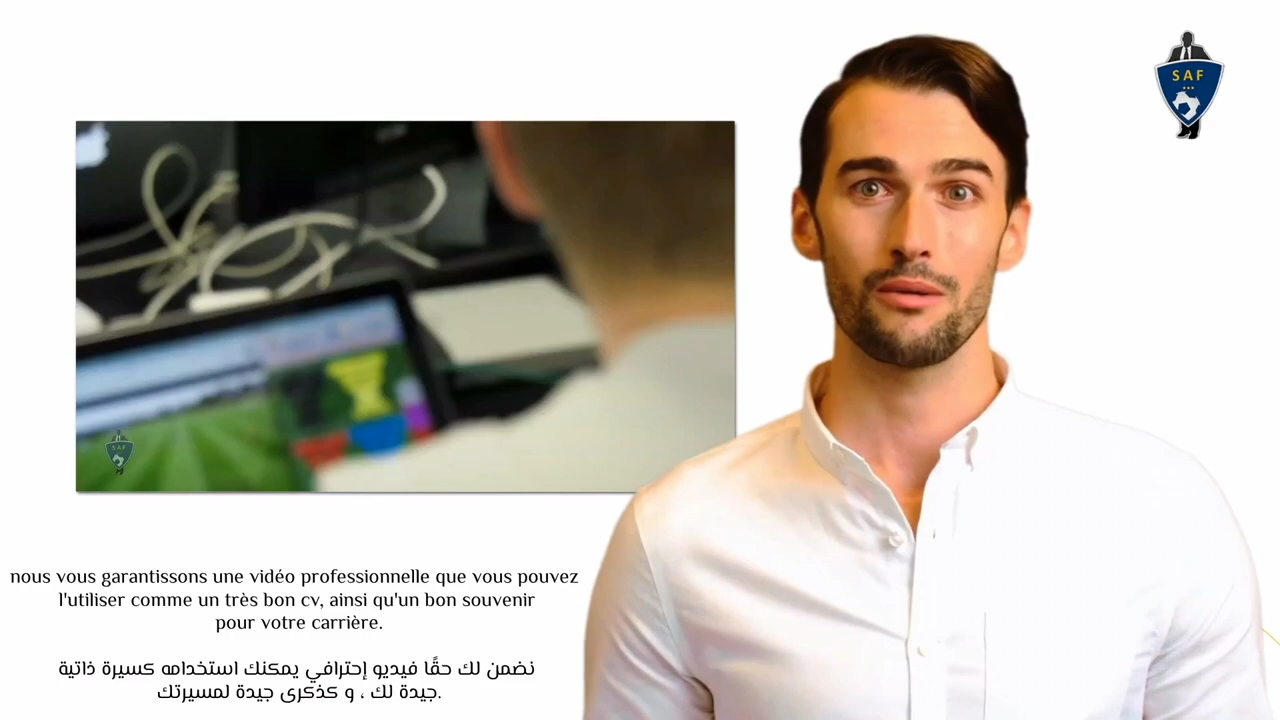 SAF
SAF
nous vous garantissons une vidéo professionnelle que vous pouvez
l'utiliser comme un très bon cv, ainsi qu'un bon souvenir
pour votre carrière.
نضمن لك حقًا فيديو إحترافي يمكنك استخدامه كسيرة ذاتية
جيدة لك ، و كذكرى جيدة لمسيرتك.